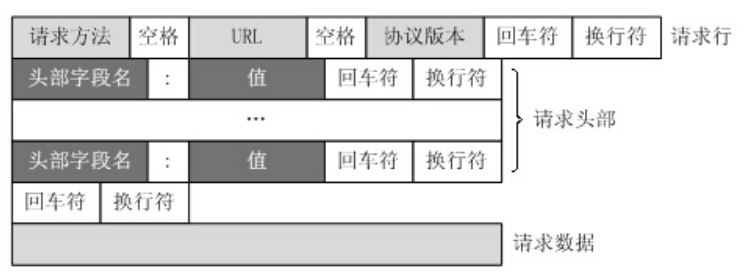 请求方法 空格 URL 空格 协议版本 回车符 换行符 请求行
头部字段名 : 值 回车符 换行符
... 请求头部
头部字段名 : 值 回车符 换行符
回车符 换行符
请求数据